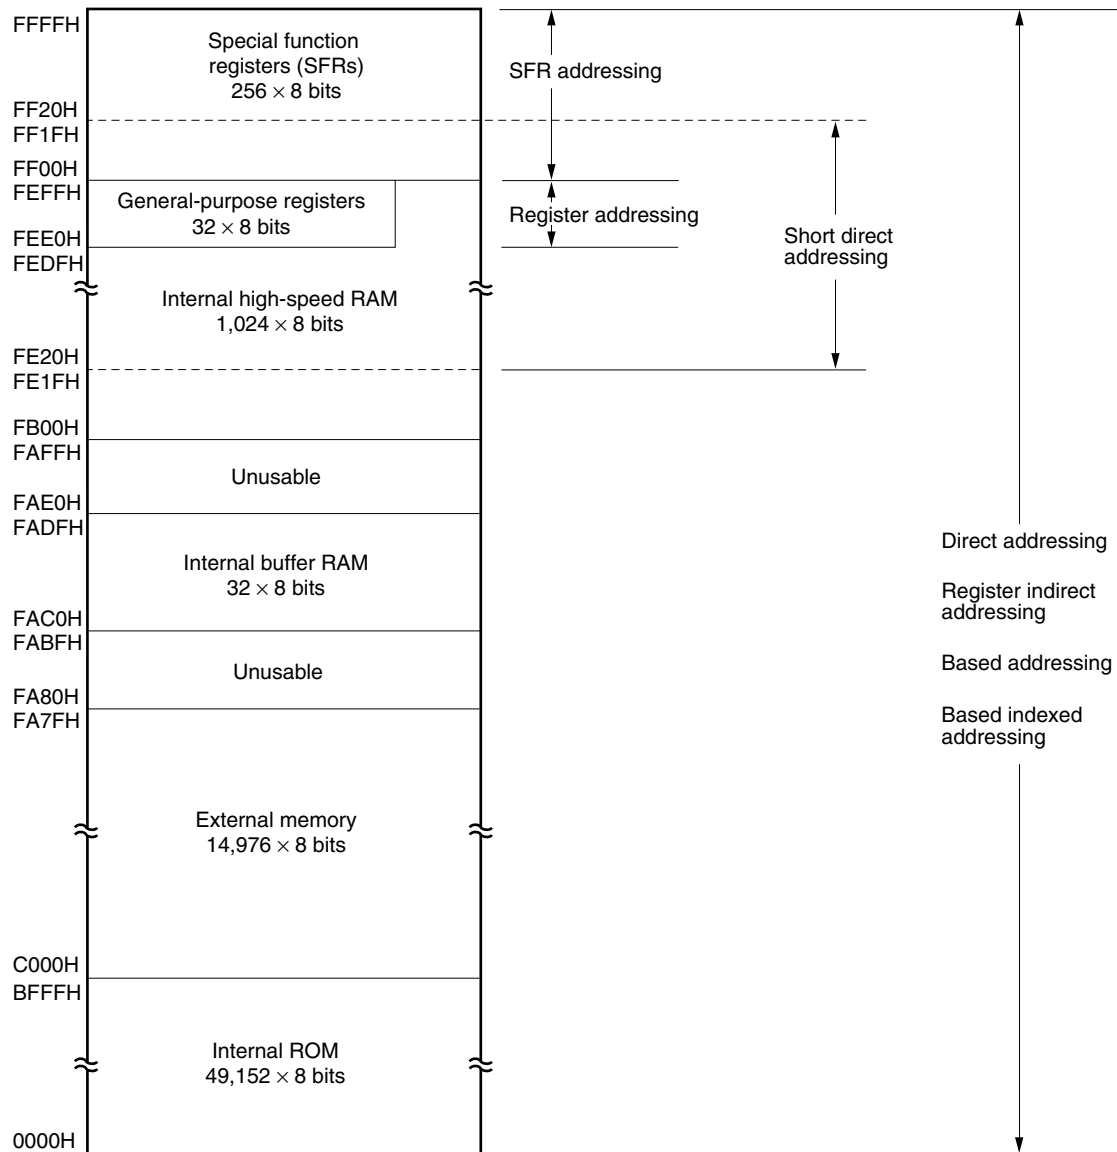 FFFFH
Special function
registers (SFRs)
256 × 8 bits
SFR addressing
FF20H
FF1FH
FF00H
FEFFH
General-purpose registers
32 × 8 bits
Register addressing
FEE0H
FEDFH
Short direct
addressing
Internal high-speed RAM
1,024 × 8 bits
FE20H
FE1FH
FB00H
FAFFH
Unusable
FAE0H
FADFH
Internal buffer RAM
32 × 8 bits
Direct addressing
Register indirect
addressing
FAC0H
FABFH
Unusable
Based addressing
FA80H
FA7FH
Based indexed
addressing
External memory
14,976 × 8 bits
C000H
BFFFH
Internal ROM
49,152 × 8 bits
0000H